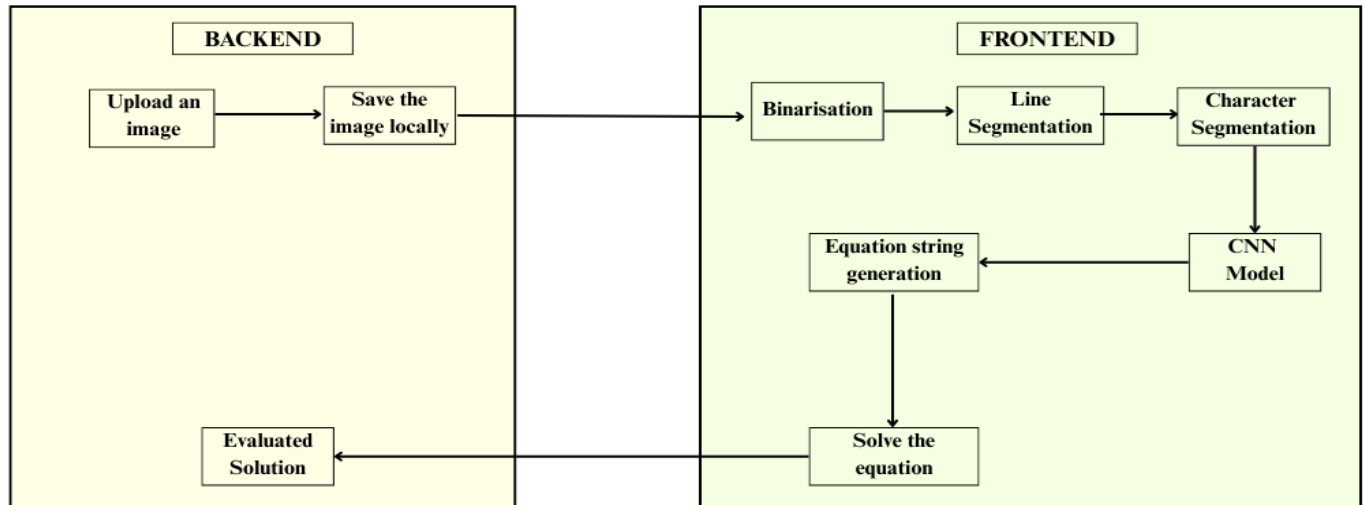 BACKEND
Upload an
image
Save the
image locally
FRONTEND
Binarisation
Line
Segmentation
Character
Segmentation
CNN
Model
Equation string
generation
Solve the
equation
Evaluated
Solution